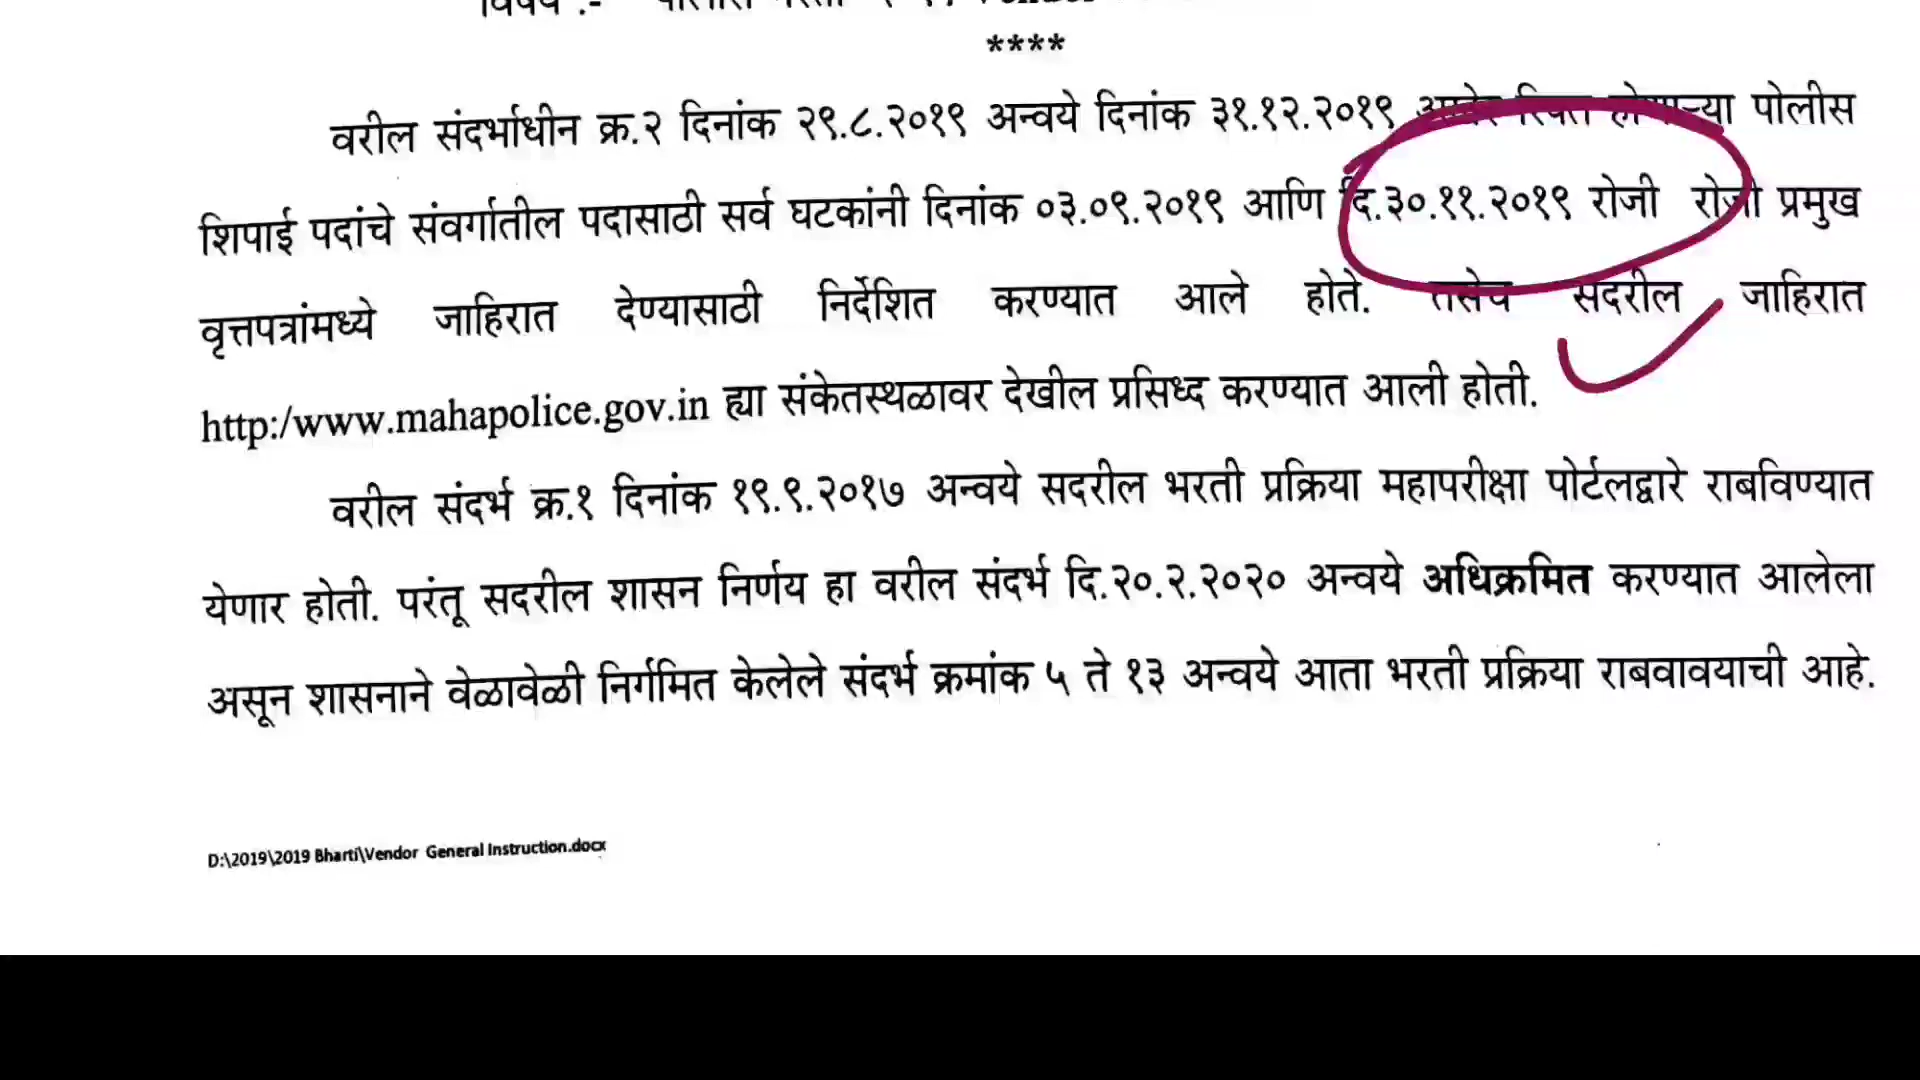 विषय :-
****
वरील संदर्भाधीन क्र.२ दिनांक २९.८.२०१९ अन्वये दिनांक ३१.१२.२०१९ अखेर रिक्त होणाऱ्या पोलीस
शिपाई पदांचे संवर्गातील पदासाठी सर्व घटकांनी दिनांक ०३.०९.२०१९ आणि दि.३०.११.२०१९ रोजी रोजी प्रमुख
वृत्तपत्रांमध्ये जाहिरात देण्यासाठी निर्देशित करण्यात आले होते. तसेच सदरील जाहिरात
http:/www.mahapolice.gov.in ह्या संकेतस्थळावर देखील प्रसिध्द करण्यात आली होती.
वरील संदर्भ क्र.१ दिनांक १९.९.२०१७ अन्वये सदरील भरती प्रक्रिया महापरीक्षा पोर्टलद्वारे राबविण्यात
येणार होती. परंतू सदरील शासन निर्णय हा वरील संदर्भ दि.२०.२.२०२० अन्वये अधिक्रमित करण्यात आलेला
असून शासनाने वेळावेळी निर्गमित केलेले संदर्भ क्रमांक ५ ते १३ अन्वये आता भरती प्रक्रिया राबवावयाची आहे.
D:\2019\2019 Bharti\Vendor General Instruction.docx